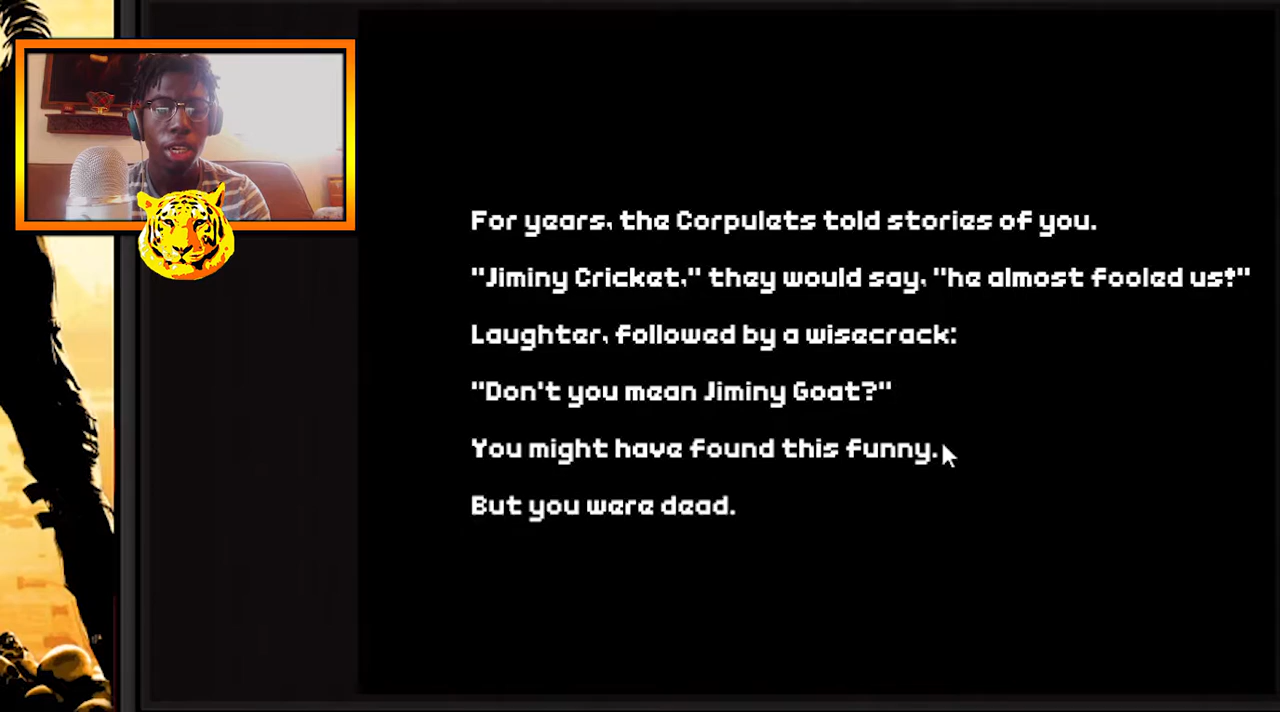 For years, the Corpulets told stories of you.
"Jiminy Cricket," they would say, "he almost fooled us!"
Laughter, followed by a wisecrack:
"Don't you mean Jiminy Goat?"
You might have found this funny.
But you were dead.